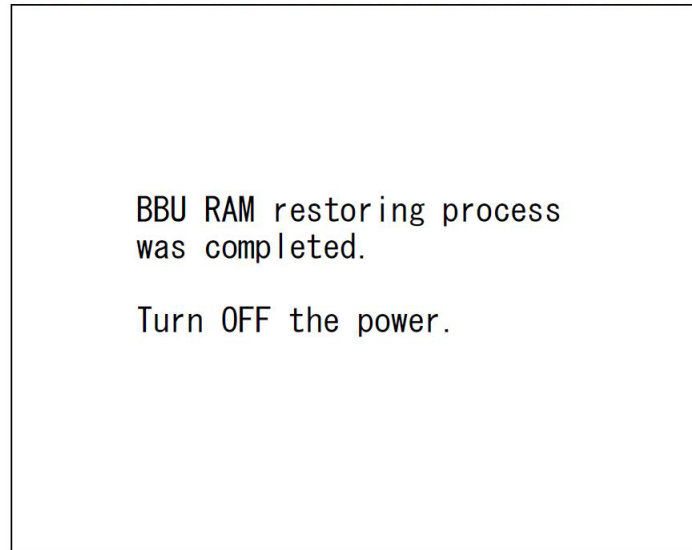 BBU RAM restoring process
was completed.
Turn OFF the power.